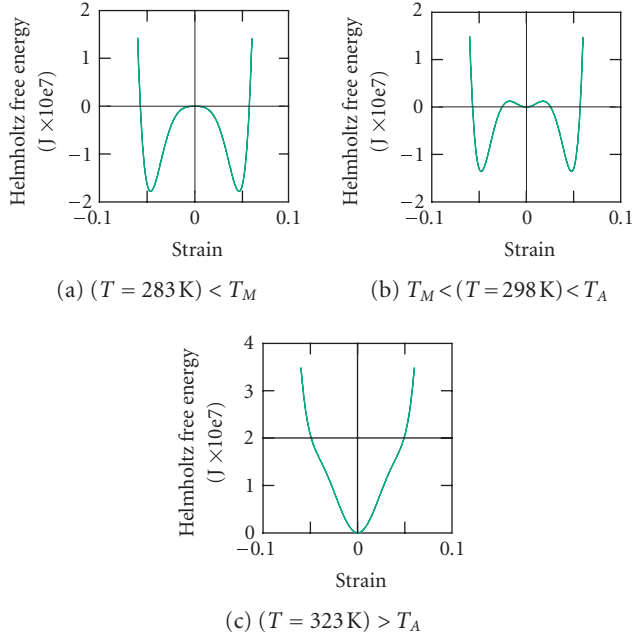 Helmholtz free energy
(J ×10e7)
2
1
0
−1
−2
−0.1
0
0.1
Strain
(a) (T = 283 K) < T_M
Helmholtz free energy
(J ×10e7)
2
1
0
−1
−2
−0.1
0
0.1
Strain
(b) T_M < (T = 298 K) < T_A
Helmholtz free energy
(J ×10e7)
4
3
2
1
0
−0.1
0
0.1
Strain
(c) (T = 323 K) > T_A